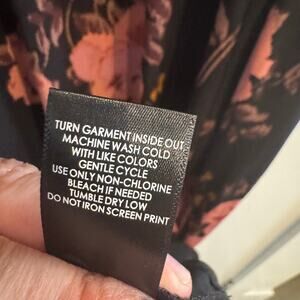 TURN GARMENT INSIDE OUT
MACHINE WASH COLD
WITH LIKE COLORS
GENTLE CYCLE
USE ONLY NON-CHLORINE
BLEACH IF NEEDED
TUMBLE DRY LOW
DO NOT IRON SCREEN PRINT